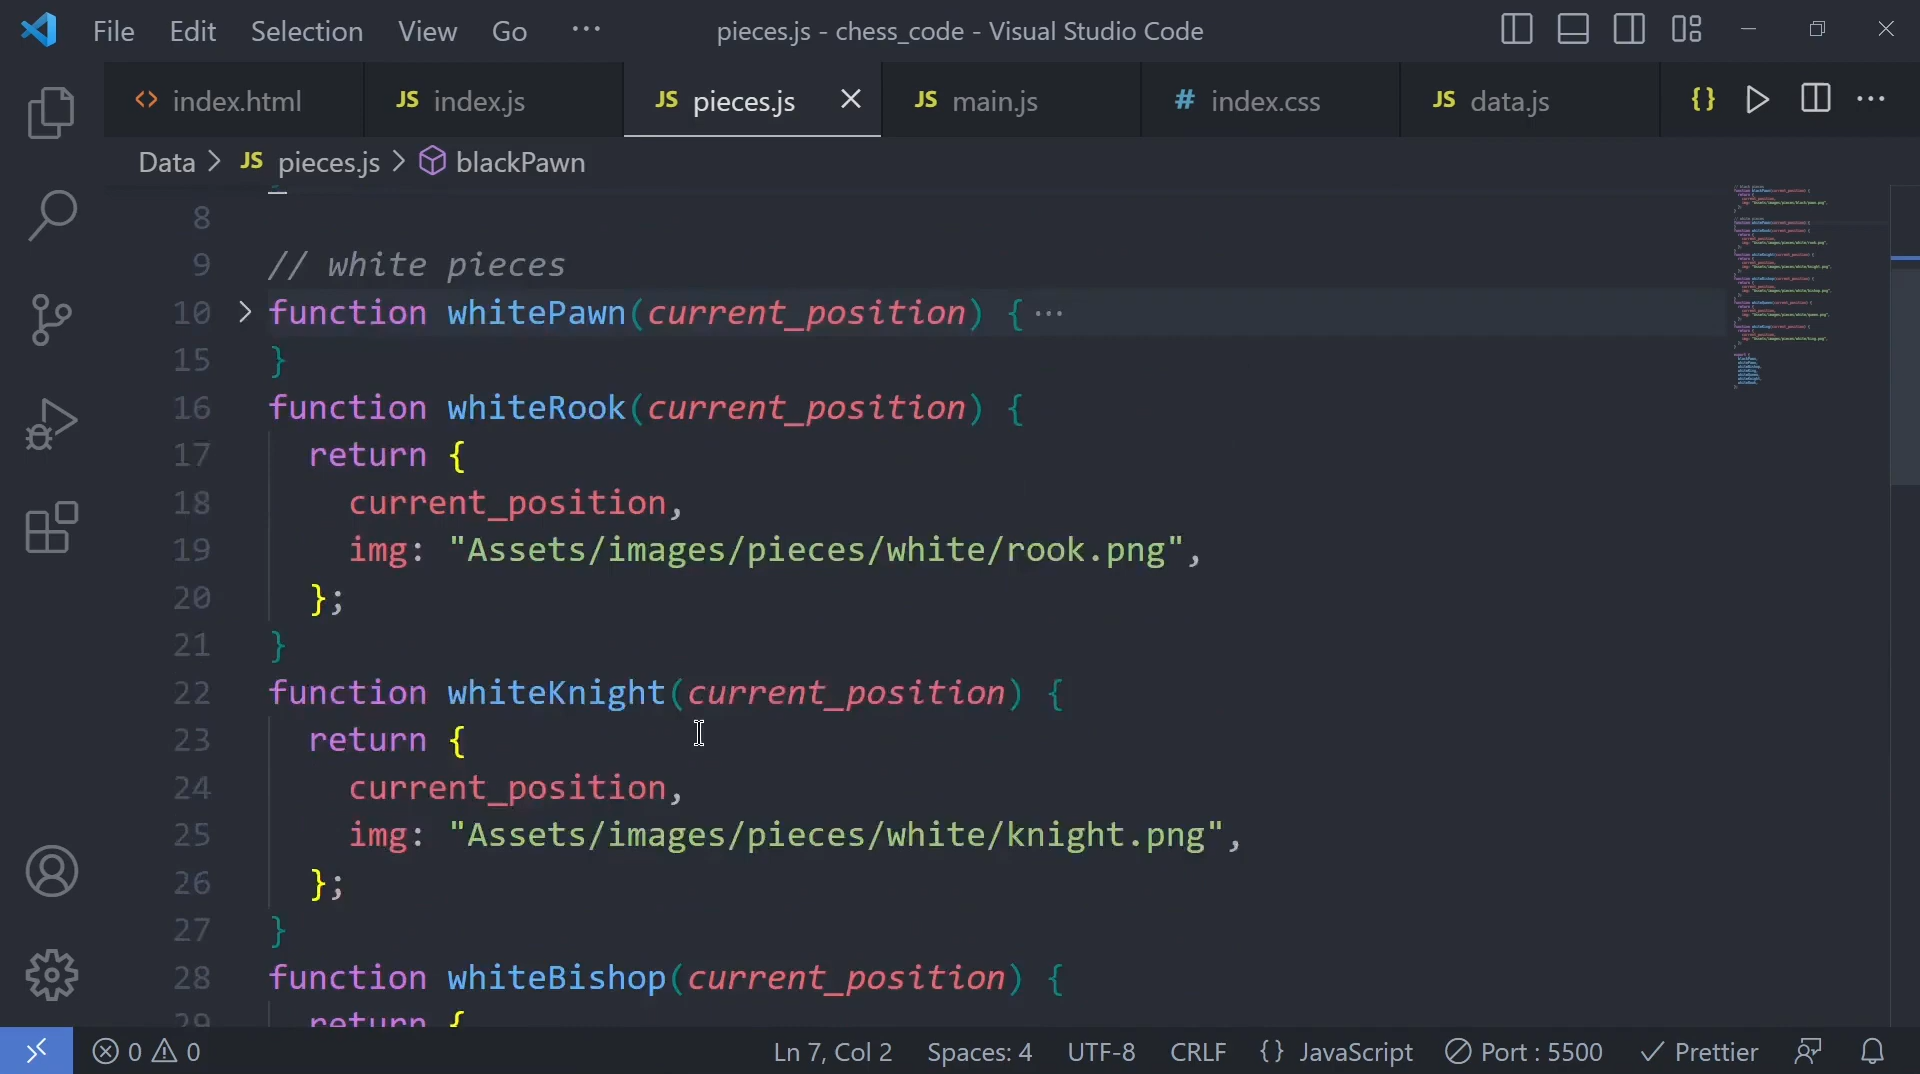 File Edit Selection View Go ... pieces.js - chess_code - Visual Studio Code
<> index.html JS index.js JS pieces.js JS main.js # index.css JS data.js {} ...
Data > JS pieces.js > blackPawn
8
9 // white pieces
10 function whitePawn(current_position) {...
15 }
16 function whiteRook(current_position) {
17 return {
18 current_position,
19 img: "Assets/images/pieces/white/rook.png",
20 };
21 }
22 function whiteKnight(current_position) {
23 return {
24 current_position,
25 img: "Assets/images/pieces/white/knight.png",
26 };
27 }
28 function whiteBishop(current_position) {
29 return {
0 0 Ln 7, Col 2 Spaces: 4 UTF-8 CRLF {} JavaScript Port : 5500 Prettier